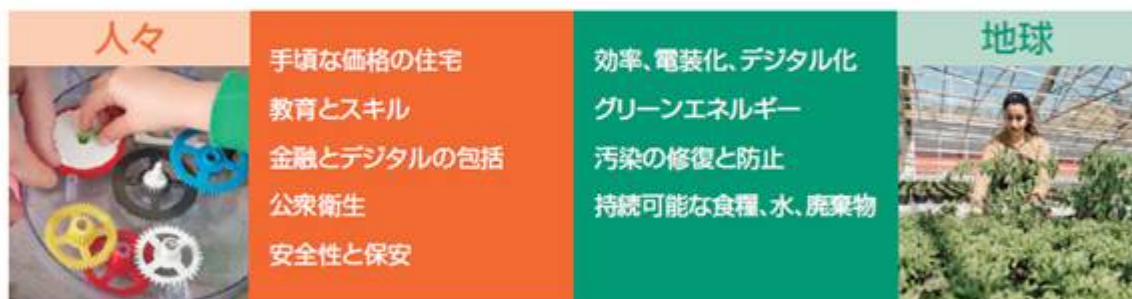 人々
手頃な価格の住宅
教育とスキル
金融とデジタルの包括
公衆衛生
安全性と保安
効率、電装化、デジタル化
グリーンエネルギー
汚染の修復と防止
持続可能な食糧、水、廃棄物
地球